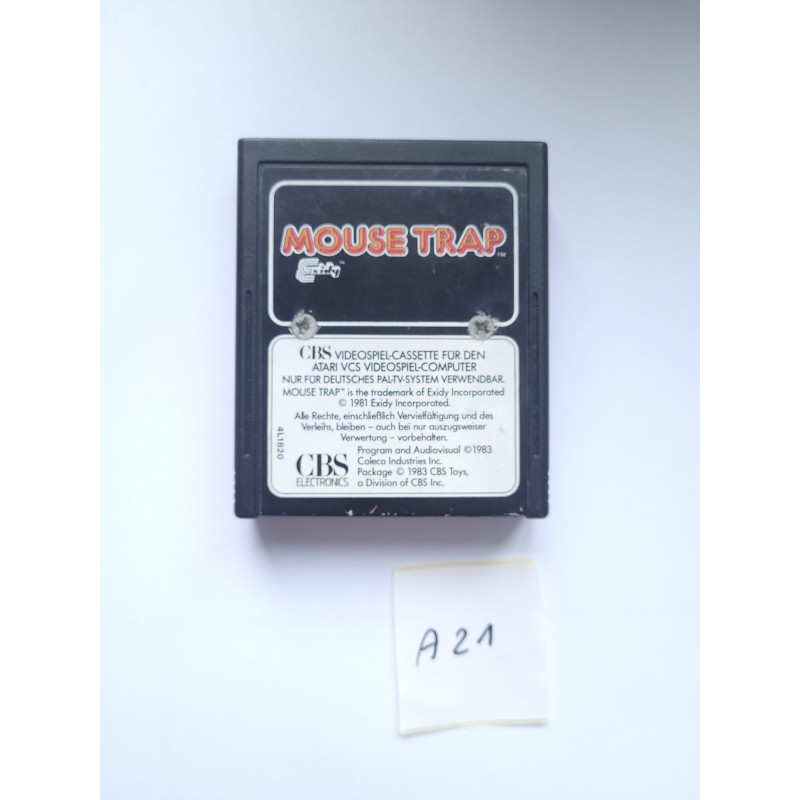 MOUSE TRAP™
Exidy™
CBS VIDEOSPIEL-CASSETTE FÜR DEN
ATARI VCS VIDEOSPIEL-COMPUTER
NUR FÜR DEUTSCHES PAL-TV-SYSTEM VERWENDBAR.
MOUSE TRAP™ is the trademark of Exidy Incorporated
© 1981 Exidy Incorporated.
Alle Rechte, einschließlich Vervielfältigung und des
Verleihs, bleiben – auch bei nur auszugsweiser
Verwertung – vorbehalten.
4L1820
CBS
ELECTRONICS
Program and Audiovisual ©1983
Coleco Industries Inc.
Package © 1983 CBS Toys,
a Division of CBS Inc.
A21